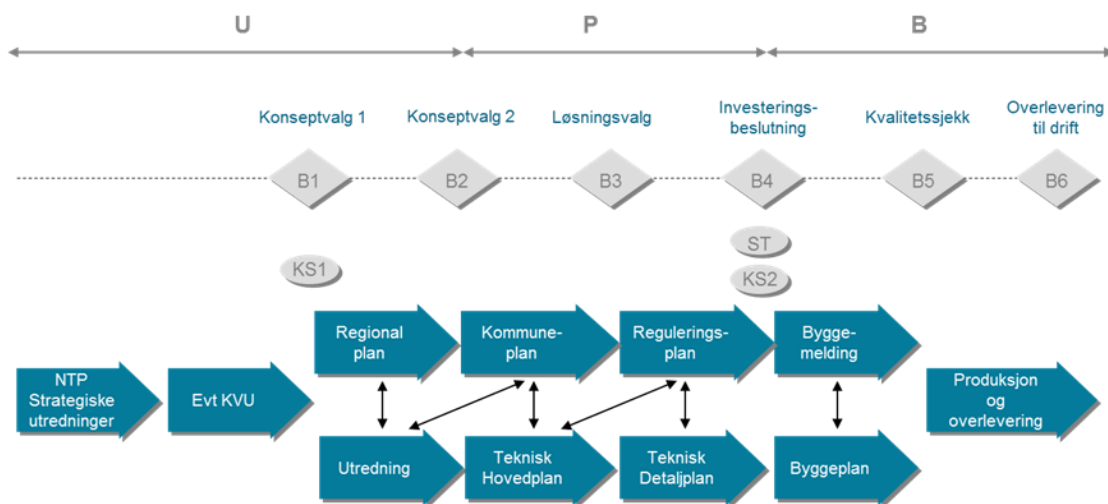 U
P
B
Konseptvalg 1
Konseptvalg 2
Løsningsvalg
Investerings-
beslutning
Kvalitetssjekk
Overlevering
til drift
B1
B2
B3
B4
B5
B6
ST
KS1
KS2
Regional
plan
Kommune-
plan
Regulerings-
plan
Bygge-
melding
NTP
Strategiske
utredninger
Evt KVU
Produksjon
og
overlevering
Utredning
Teknisk
Hovedplan
Teknisk
Detaljplan
Byggeplan